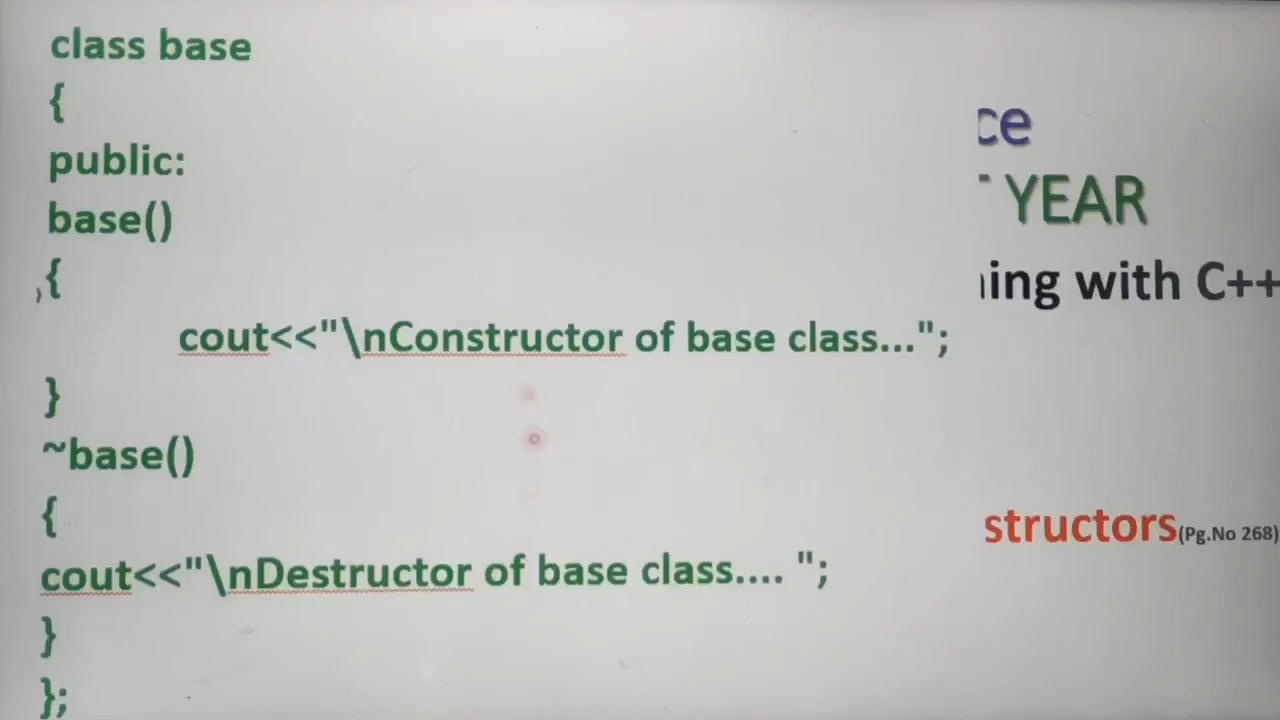 class base
{
public:
base()
,{
cout<<"\nConstructor of base class...";
}
~base()
{
cout<<"\nDestructor of base class.... ";
}
};
ce
YEAR
ing with C++
structors(Pg.No 268)